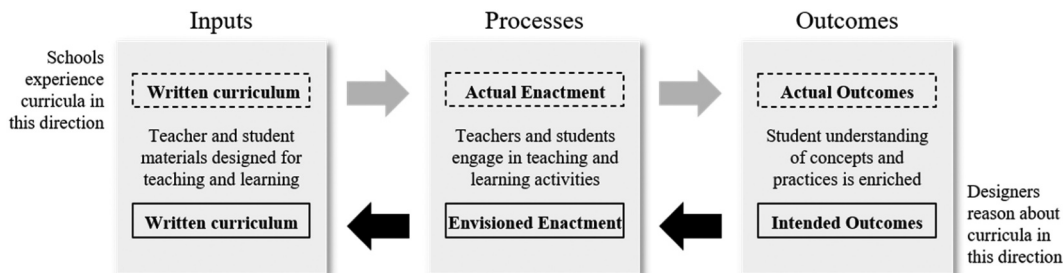 Inputs
Processes
Outcomes
Schools
experience
curricula in
this direction
Written curriculum
Actual Enactment
Actual Outcomes
Teacher and student
materials designed for
teaching and learning
Teachers and students
engage in teaching and
learning activities
Student understanding
of concepts and
practices is enriched
Written curriculum
Envisioned Enactment
Intended Outcomes
Designers
reason about
curricula in
this direction